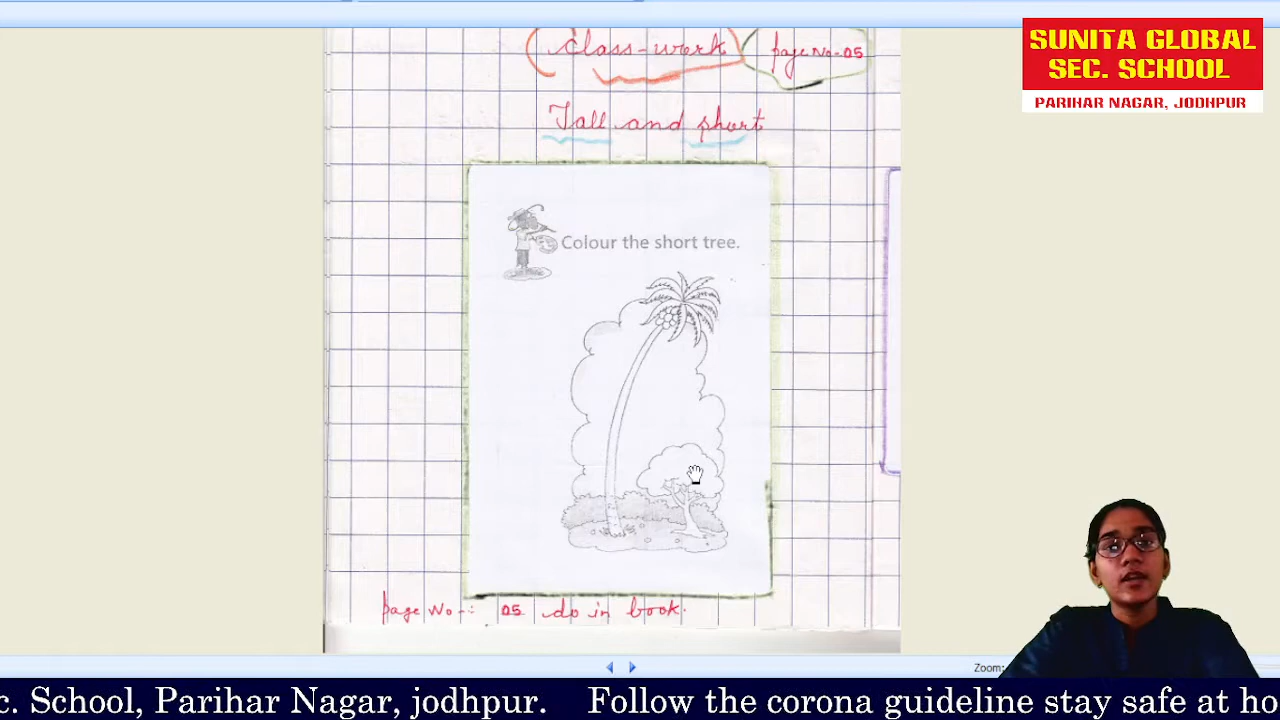 class-work
page No-05
SUNITA GLOBAL
SEC. SCHOOL
PARIHAR NAGAR, JODHPUR
Tall and short
Colour the short tree.
page No-: 05 do in book.
Zoom:
c. School, Parihar Nagar, jodhpur. Follow the corona guideline stay safe at ho